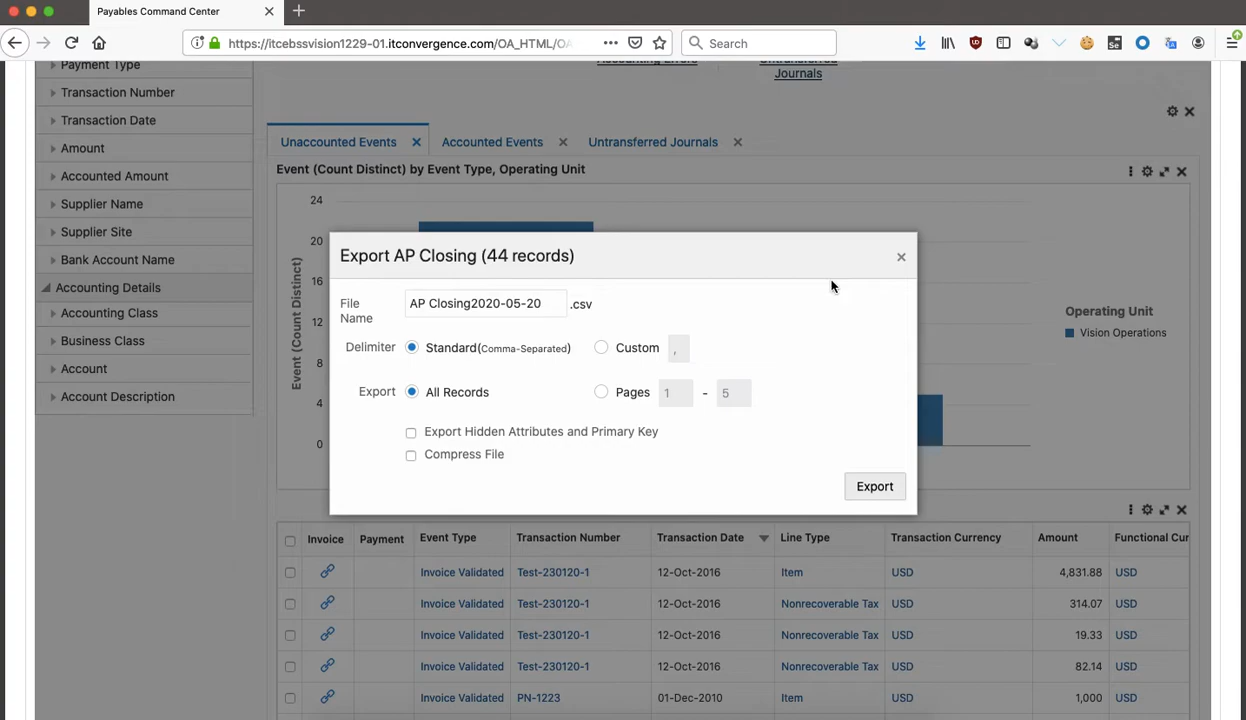 Payables Command Center
https://itcebssvision1229-01.itconvergence.com/OA_HTML/OA
Search
Payment Type
Transaction Number
Transaction Date
Amount
Accounted Amount
Supplier Name
Supplier Site
Bank Account Name
Accounting Details
Accounting Class
Business Class
Account
Account Description
Accounting Errors
Untransferred
Journals
Unaccounted Events
Accounted Events
Untransferred Journals
Event (Count Distinct) by Event Type, Operating Unit
24
20
16
12
8
4
0
Event (Count Distinct)
Operating Unit
Vision Operations
Export AP Closing (44 records)
File Name
AP Closing2020-05-20 .csv
Delimiter Standard(Comma-Separated) Custom ,
Export All Records Pages 1 - 5
Export Hidden Attributes and Primary Key
Compress File
Export
Invoice Payment Event Type Transaction Number Transaction Date Line Type Transaction Currency Amount Functional Cur
Invoice Validated Test-230120-1 12-Oct-2016 Item USD 4,831.88 USD
Invoice Validated Test-230120-1 12-Oct-2016 Nonrecoverable Tax USD 314.07 USD
Invoice Validated Test-230120-1 12-Oct-2016 Nonrecoverable Tax USD 19.33 USD
Invoice Validated Test-230120-1 12-Oct-2016 Nonrecoverable Tax USD 82.14 USD
Invoice Validated PN-1223 01-Dec-2010 Item USD 1,000 USD